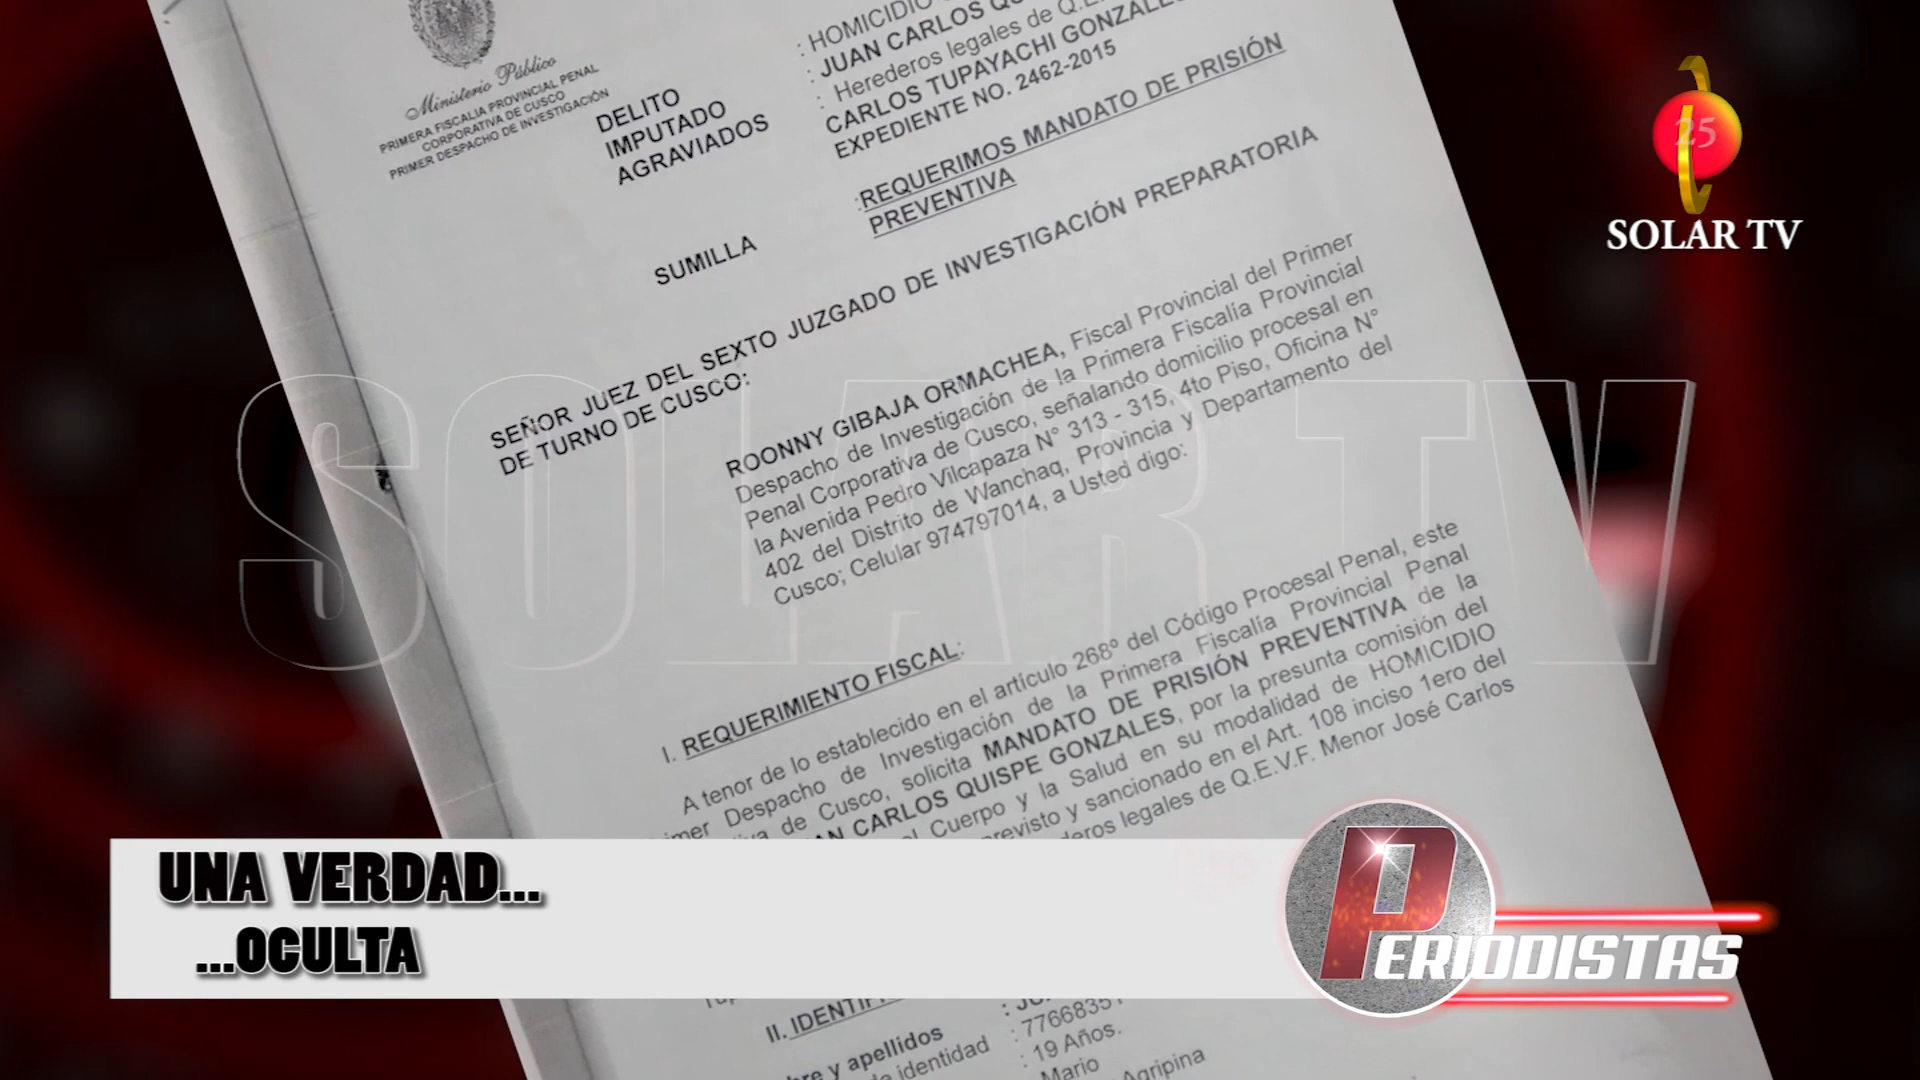 Ministerio Público
PRIMERA FISCALIA PROVINCIAL PENAL
CORPORATIVA DE CUSCO
PRIMER DESPACHO DE INVESTIGACIÓN
DELITO : HOMICIDIO
IMPUTADO : JUAN CARLOS
AGRAVIADOS : Herederos legales de
CARLOS TUPAYACHI GONZALES
EXPEDIENTE NO. 2462-2015
SUMILLA :REQUERIMOS MANDATO DE PRISIÓN
PREVENTIVA
SEÑOR JUEZ DEL SEXTO JUZGADO DE INVESTIGACIÓN PREPARATORIA
DE TURNO DE CUSCO:
ROONNY GIBAJA ORMACHEA, Fiscal Provincial del Primer
Despacho de Investigación de la Primera Fiscalía Provincial
Penal Corporativa de Cusco, señalando domicilio procesal en
la Avenida Pedro Vilcapaza N° 313 - 315, 4to Piso, Oficina N°
402 del Distrito de Wanchaq, Provincia y Departamento del
Cusco; Celular 974797014, a Usted digo:
I. REQUERIMIENTO FISCAL:
A tenor de lo establecido en el artículo 268º del Código Procesal Penal, este
Despacho de Investigación de la Primera Fiscalía Provincial Penal
de Cusco, solicita MANDATO DE PRISIÓN PREVENTIVA de la
CARLOS QUISPE GONZALES, por la presunta comisión del
Cuerpo y la Salud en su modalidad de HOMICIDIO
y sancionado en el Art. 108 inciso 1ero del
legales de Q.E.V.F. Menor José Carlos
II.
y apellidos
identidad
19 Años.
Mario
Agripina
25
SOLAR TV
SOLAR TV
UNA VERDAD...
...OCULTA
PERIODISTAS